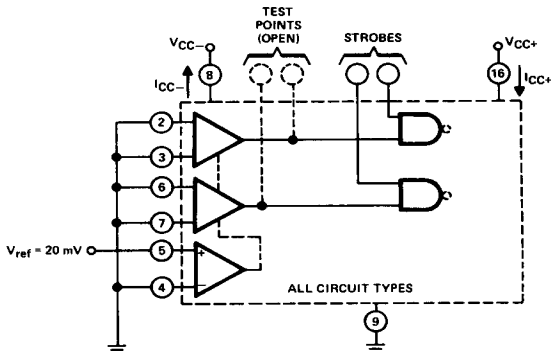 TEST
POINTS
(OPEN)
STROBES
VCC–
VCC+
ICC–
ICC+
8
16
2
3
6
7
Vref = 20 mV
5
+
4
–
ALL CIRCUIT TYPES
9